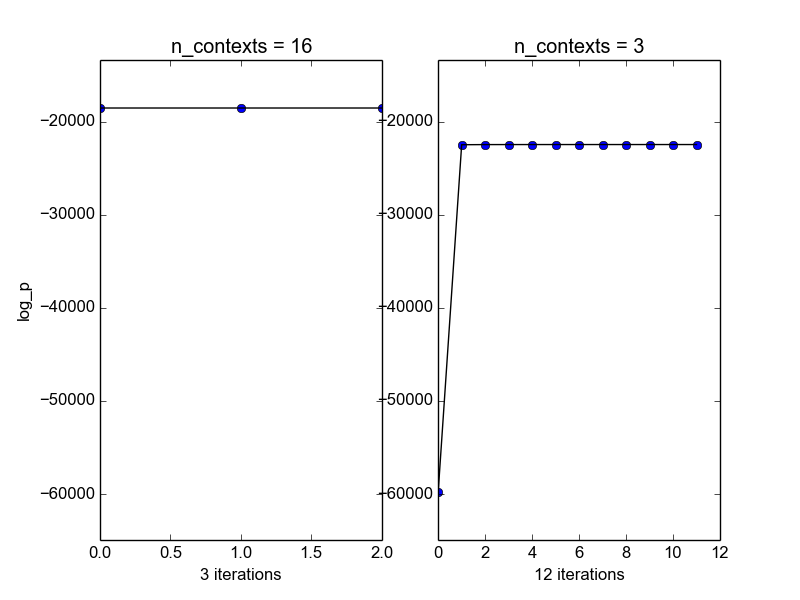 n_contexts = 16
−20000
−30000
−40000
−50000
−60000
log_p
0.0 0.5 1.0 1.5 2.0
3 iterations
n_contexts = 3
−20000
−30000
−40000
−50000
−60000
0 2 4 6 8 10 12
12 iterations